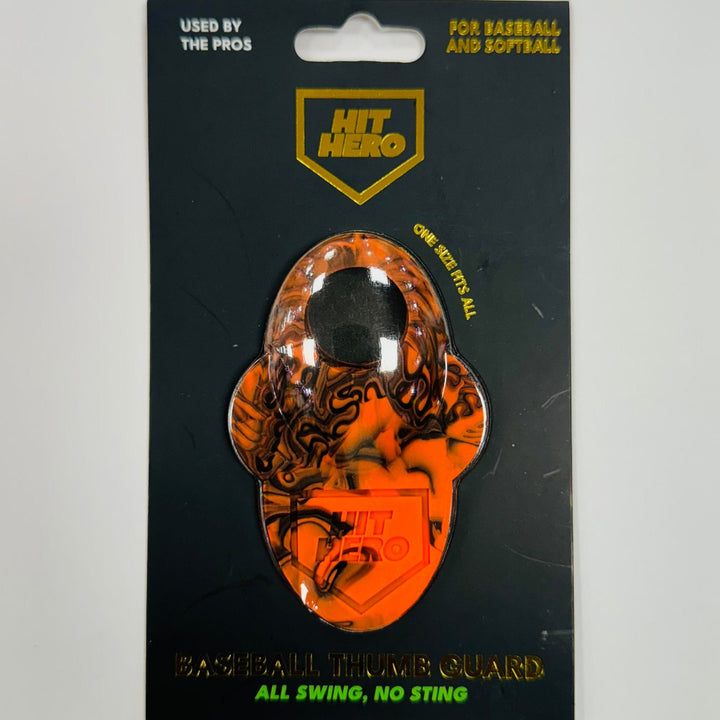 USED BY
THE PROS
FOR BASEBALL
AND SOFTBALL
HIT
HERO
ONE SIZE FITS ALL
HIT
HERO
BASEBALL THUMB GUARD
ALL SWING, NO STING